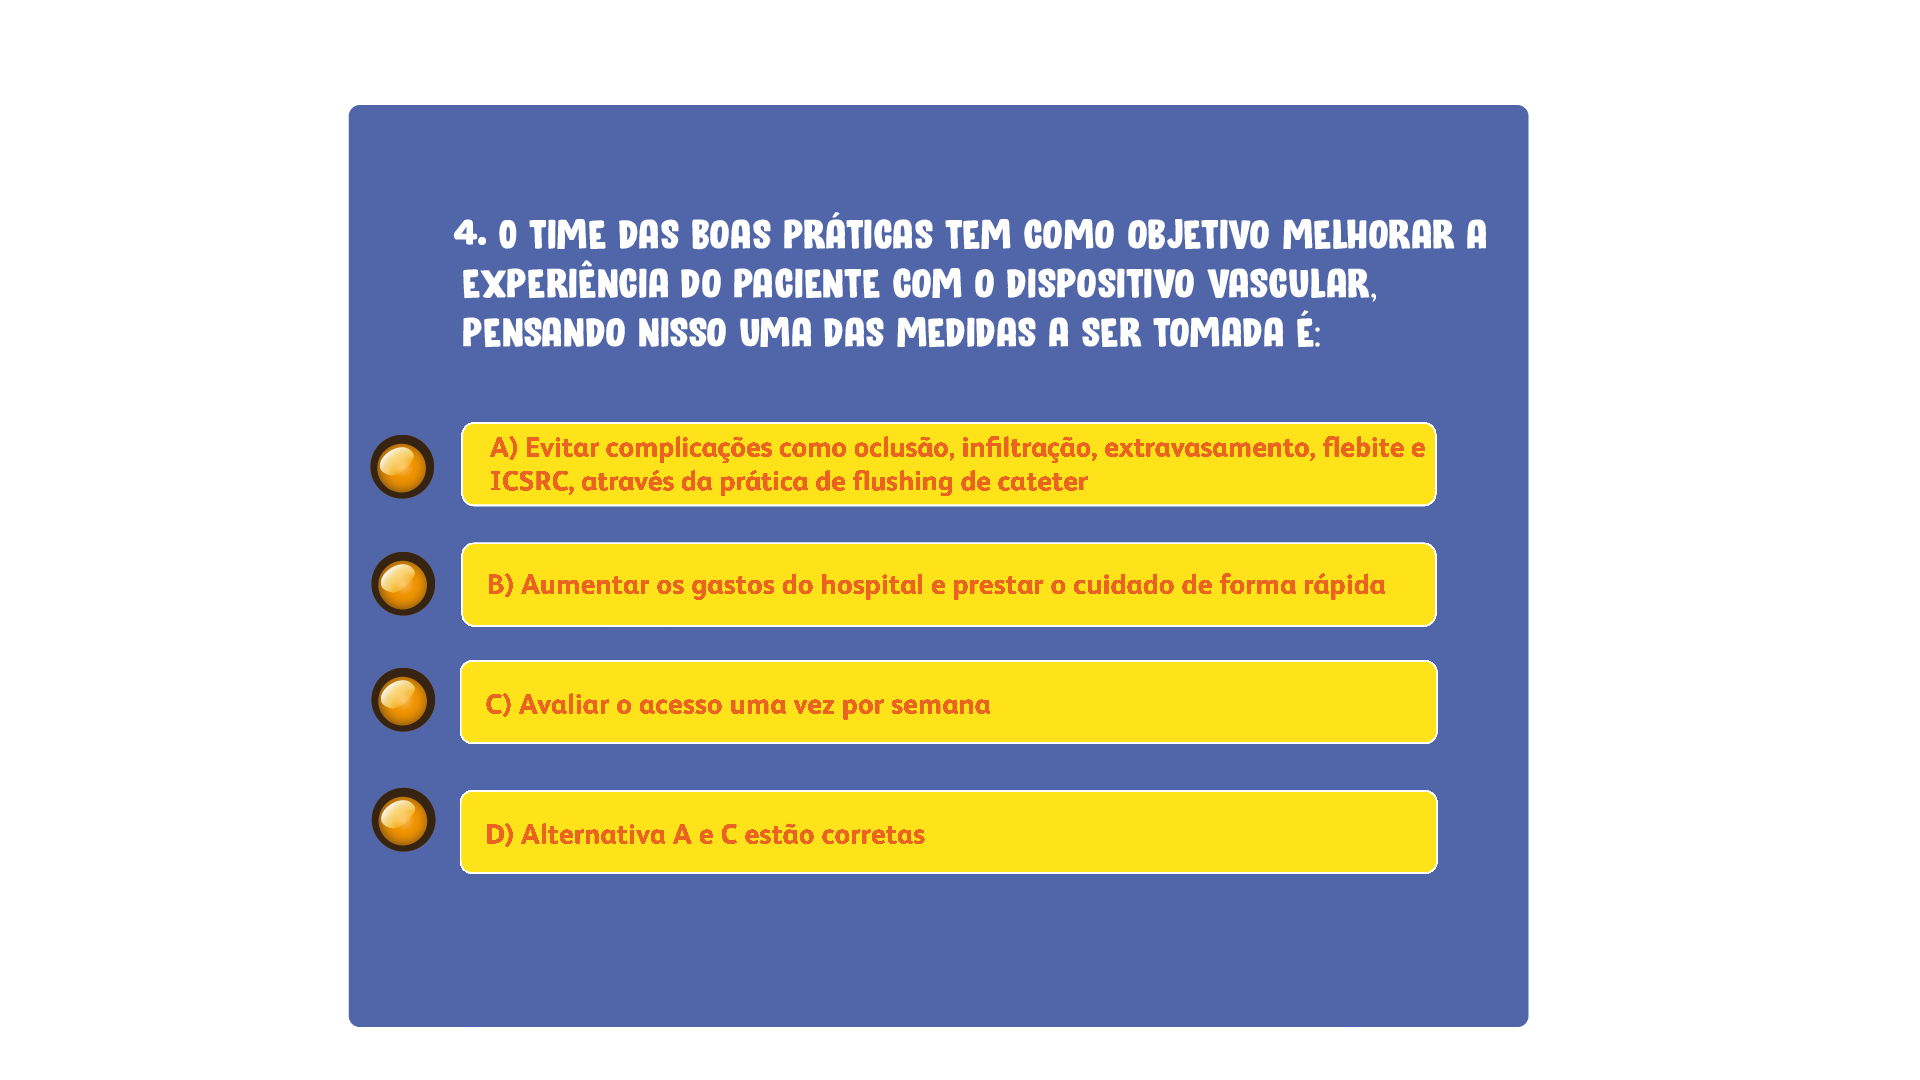 4. O TIME DAS BOAS PRÁTICAS TEM COMO OBJETIVO MELHORAR A
EXPERIÊNCIA DO PACIENTE COM O DISPOSITIVO VASCULAR,
PENSANDO NISSO UMA DAS MEDIDAS A SER TOMADA É:
A) Evitar complicações como oclusão, infiltração, extravasamento, flebite e
ICSRC, através da prática de flushing de cateter
B) Aumentar os gastos do hospital e prestar o cuidado de forma rápida
C) Avaliar o acesso uma vez por semana
D) Alternativa A e C estão corretas